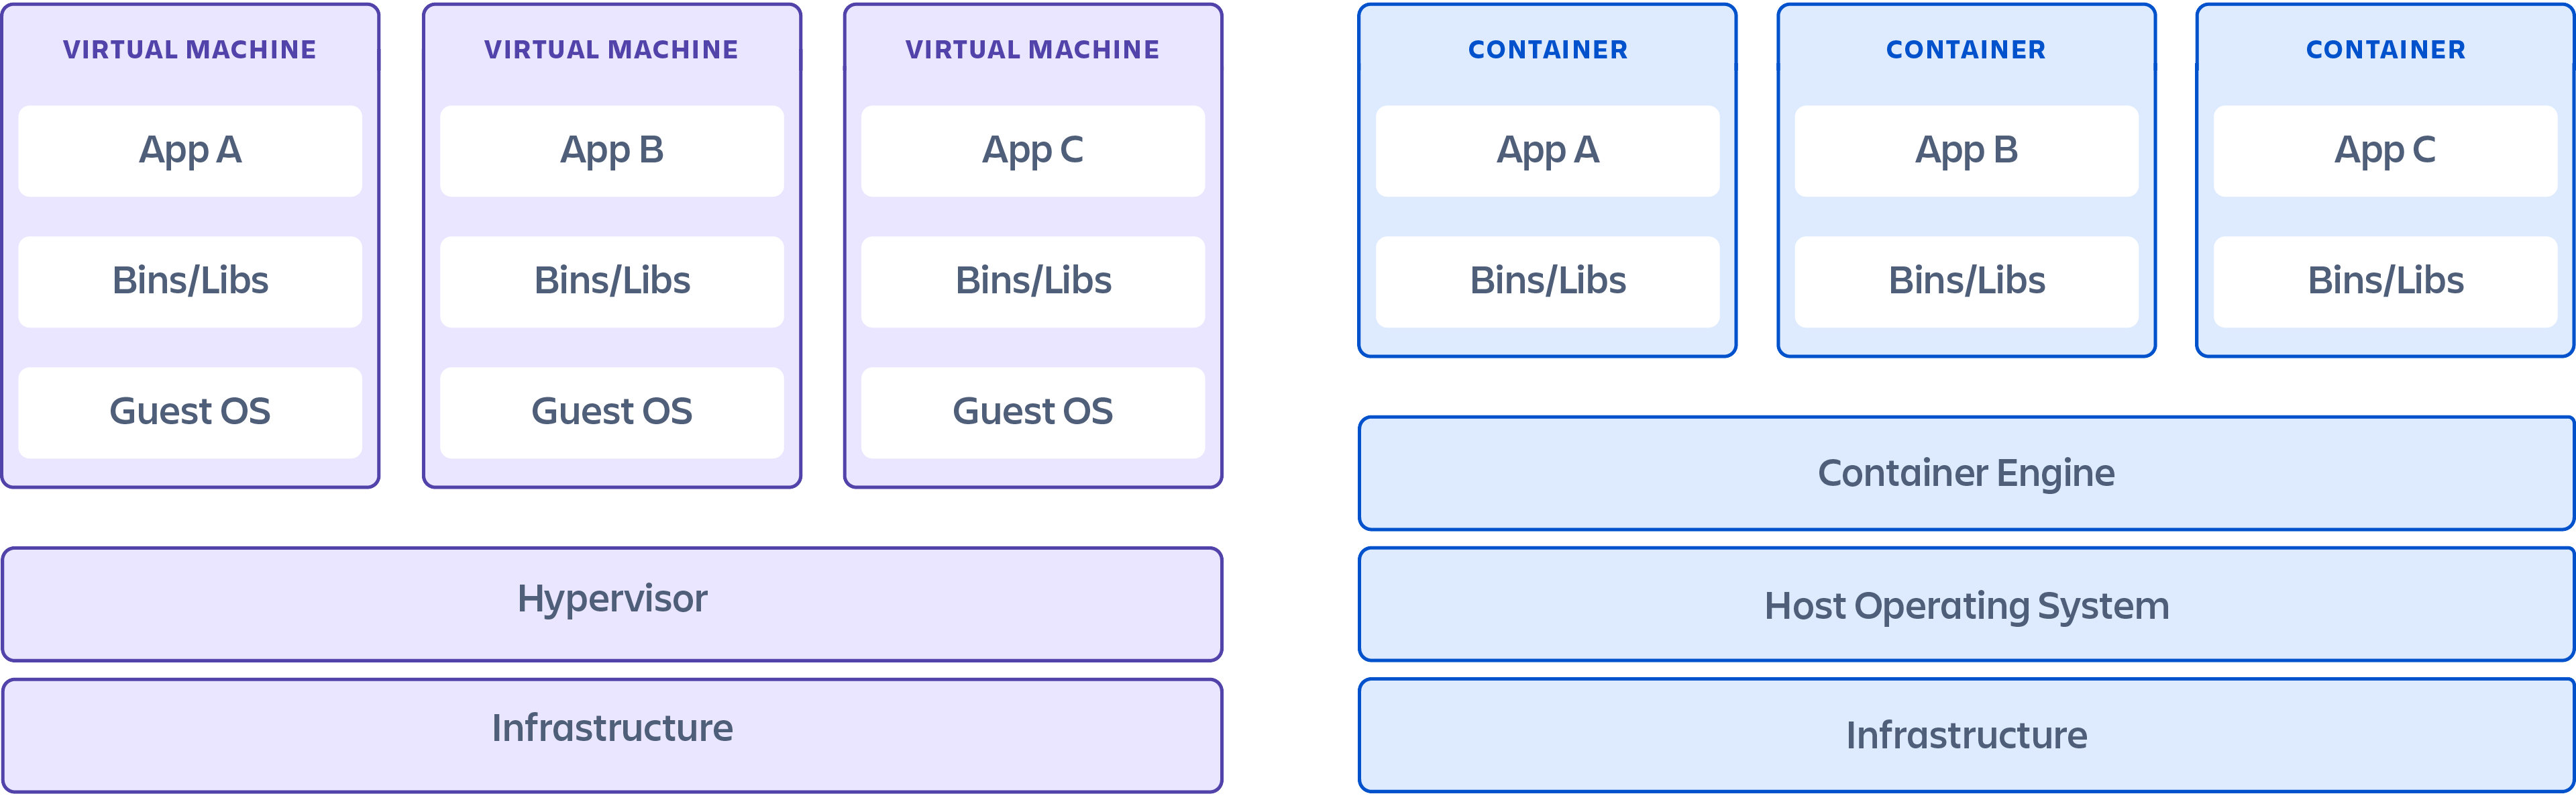 VIRTUAL MACHINE
App A
Bins/Libs
Guest OS
VIRTUAL MACHINE
App B
Bins/Libs
Guest OS
VIRTUAL MACHINE
App C
Bins/Libs
Guest OS
Hypervisor
Infrastructure
CONTAINER
App A
Bins/Libs
CONTAINER
App B
Bins/Libs
CONTAINER
App C
Bins/Libs
Container Engine
Host Operating System
Infrastructure